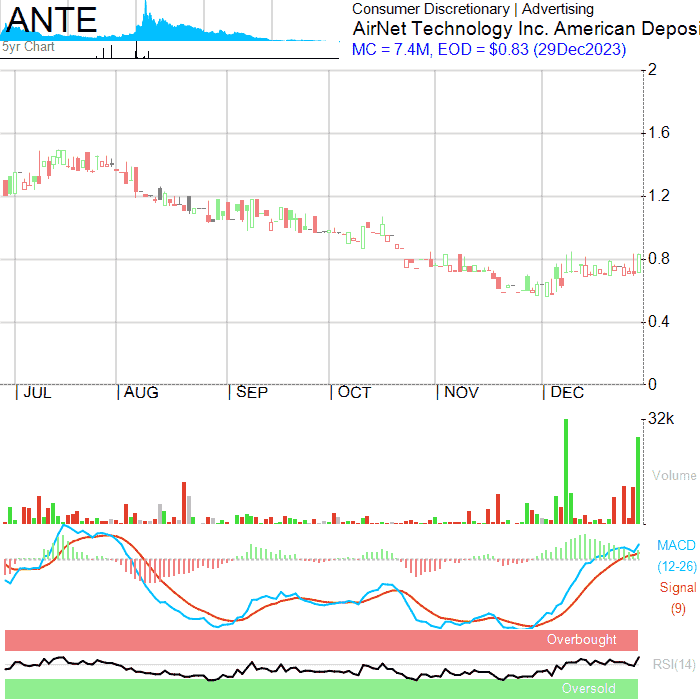 ANTE
5yr Chart
Consumer Discretionary | Advertising
AirNet Technology Inc. American Deposi
MC = 7.4M, EOD = $0.83 (29Dec2023)
2
1.6
1.2
0.8
0.4
0
JUL AUG SEP OCT NOV DEC
32k
Volume
MACD
(12-26)
Signal
(9)
Overbought
RSI(14)
Oversold